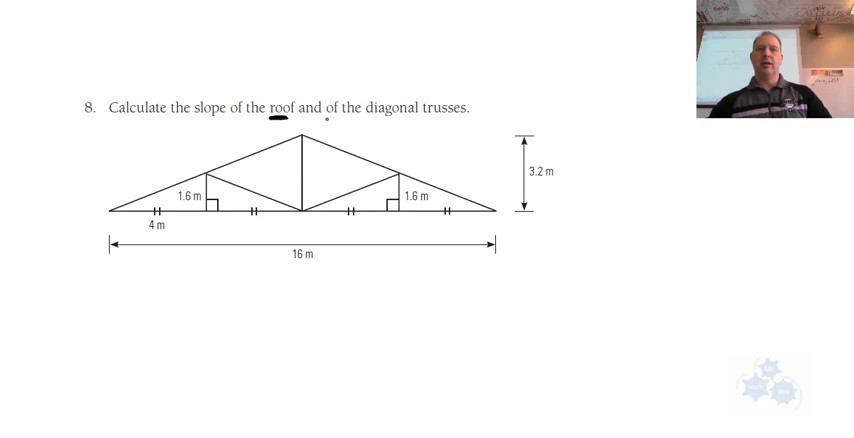 8. Calculate the slope of the roof and of the diagonal trusses.
3.2 m
1.6 m
1.6 m
4 m
16 m